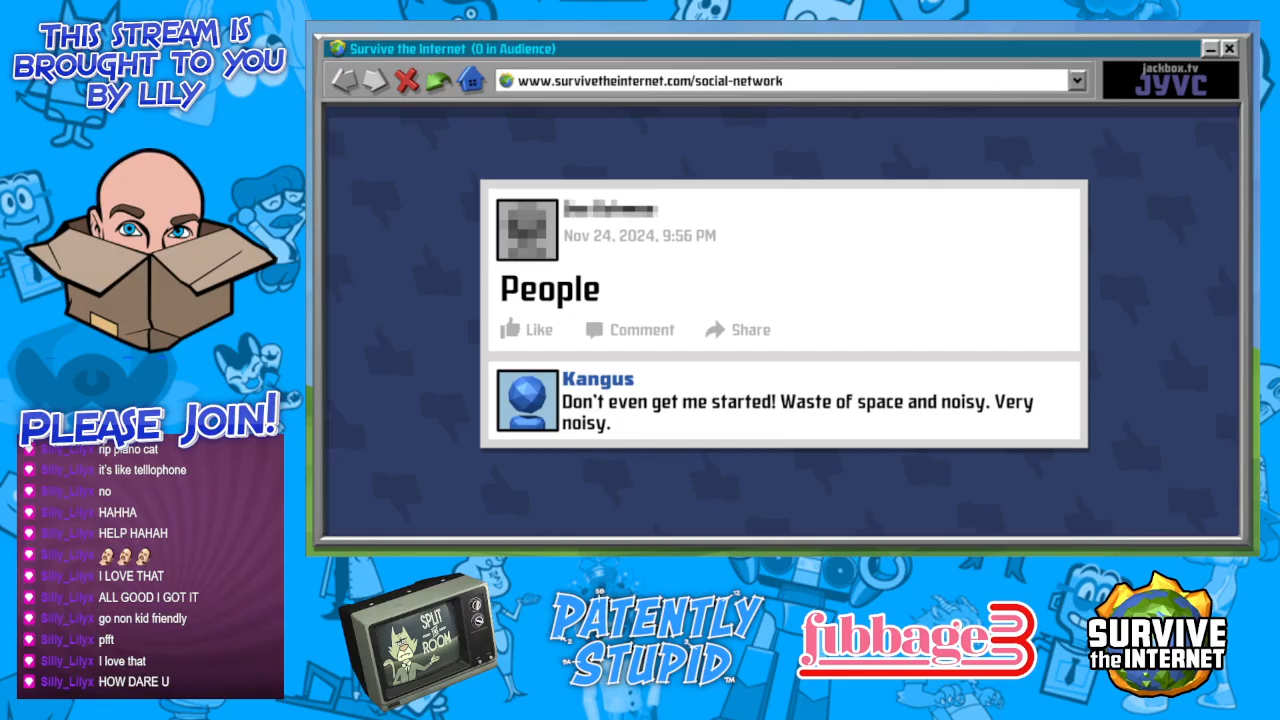 THIS STREAM IS
BROUGHT TO YOU
BY LILY
PLEASE JOIN!
Silly_Lilyx rip piano cat
Silly_Lilyx it's like telllophone
Silly_Lilyx no
Silly_Lilyx HAHHA
Silly_Lilyx HELP HAHAH
Silly_Lilyx
Silly_Lilyx I LOVE THAT
Silly_Lilyx ALL GOOD I GOT IT
Silly_Lilyx go non kid friendly
Silly_Lilyx pfft
Silly_Lilyx I love that
Silly_Lilyx HOW DARE U
Survive the Internet (0 in Audience)
www.survivetheinternet.com/social-network
jackbox.tv
JYVC
Nov 24, 2024, 9:56 PM
People
Like Comment Share
Kangus
Don't even get me started! Waste of space and noisy. Very
noisy.
SPLIT
THE
ROOM
PATENTLY
STUPID™
fibbage 3
SURVIVE
the INTERNET